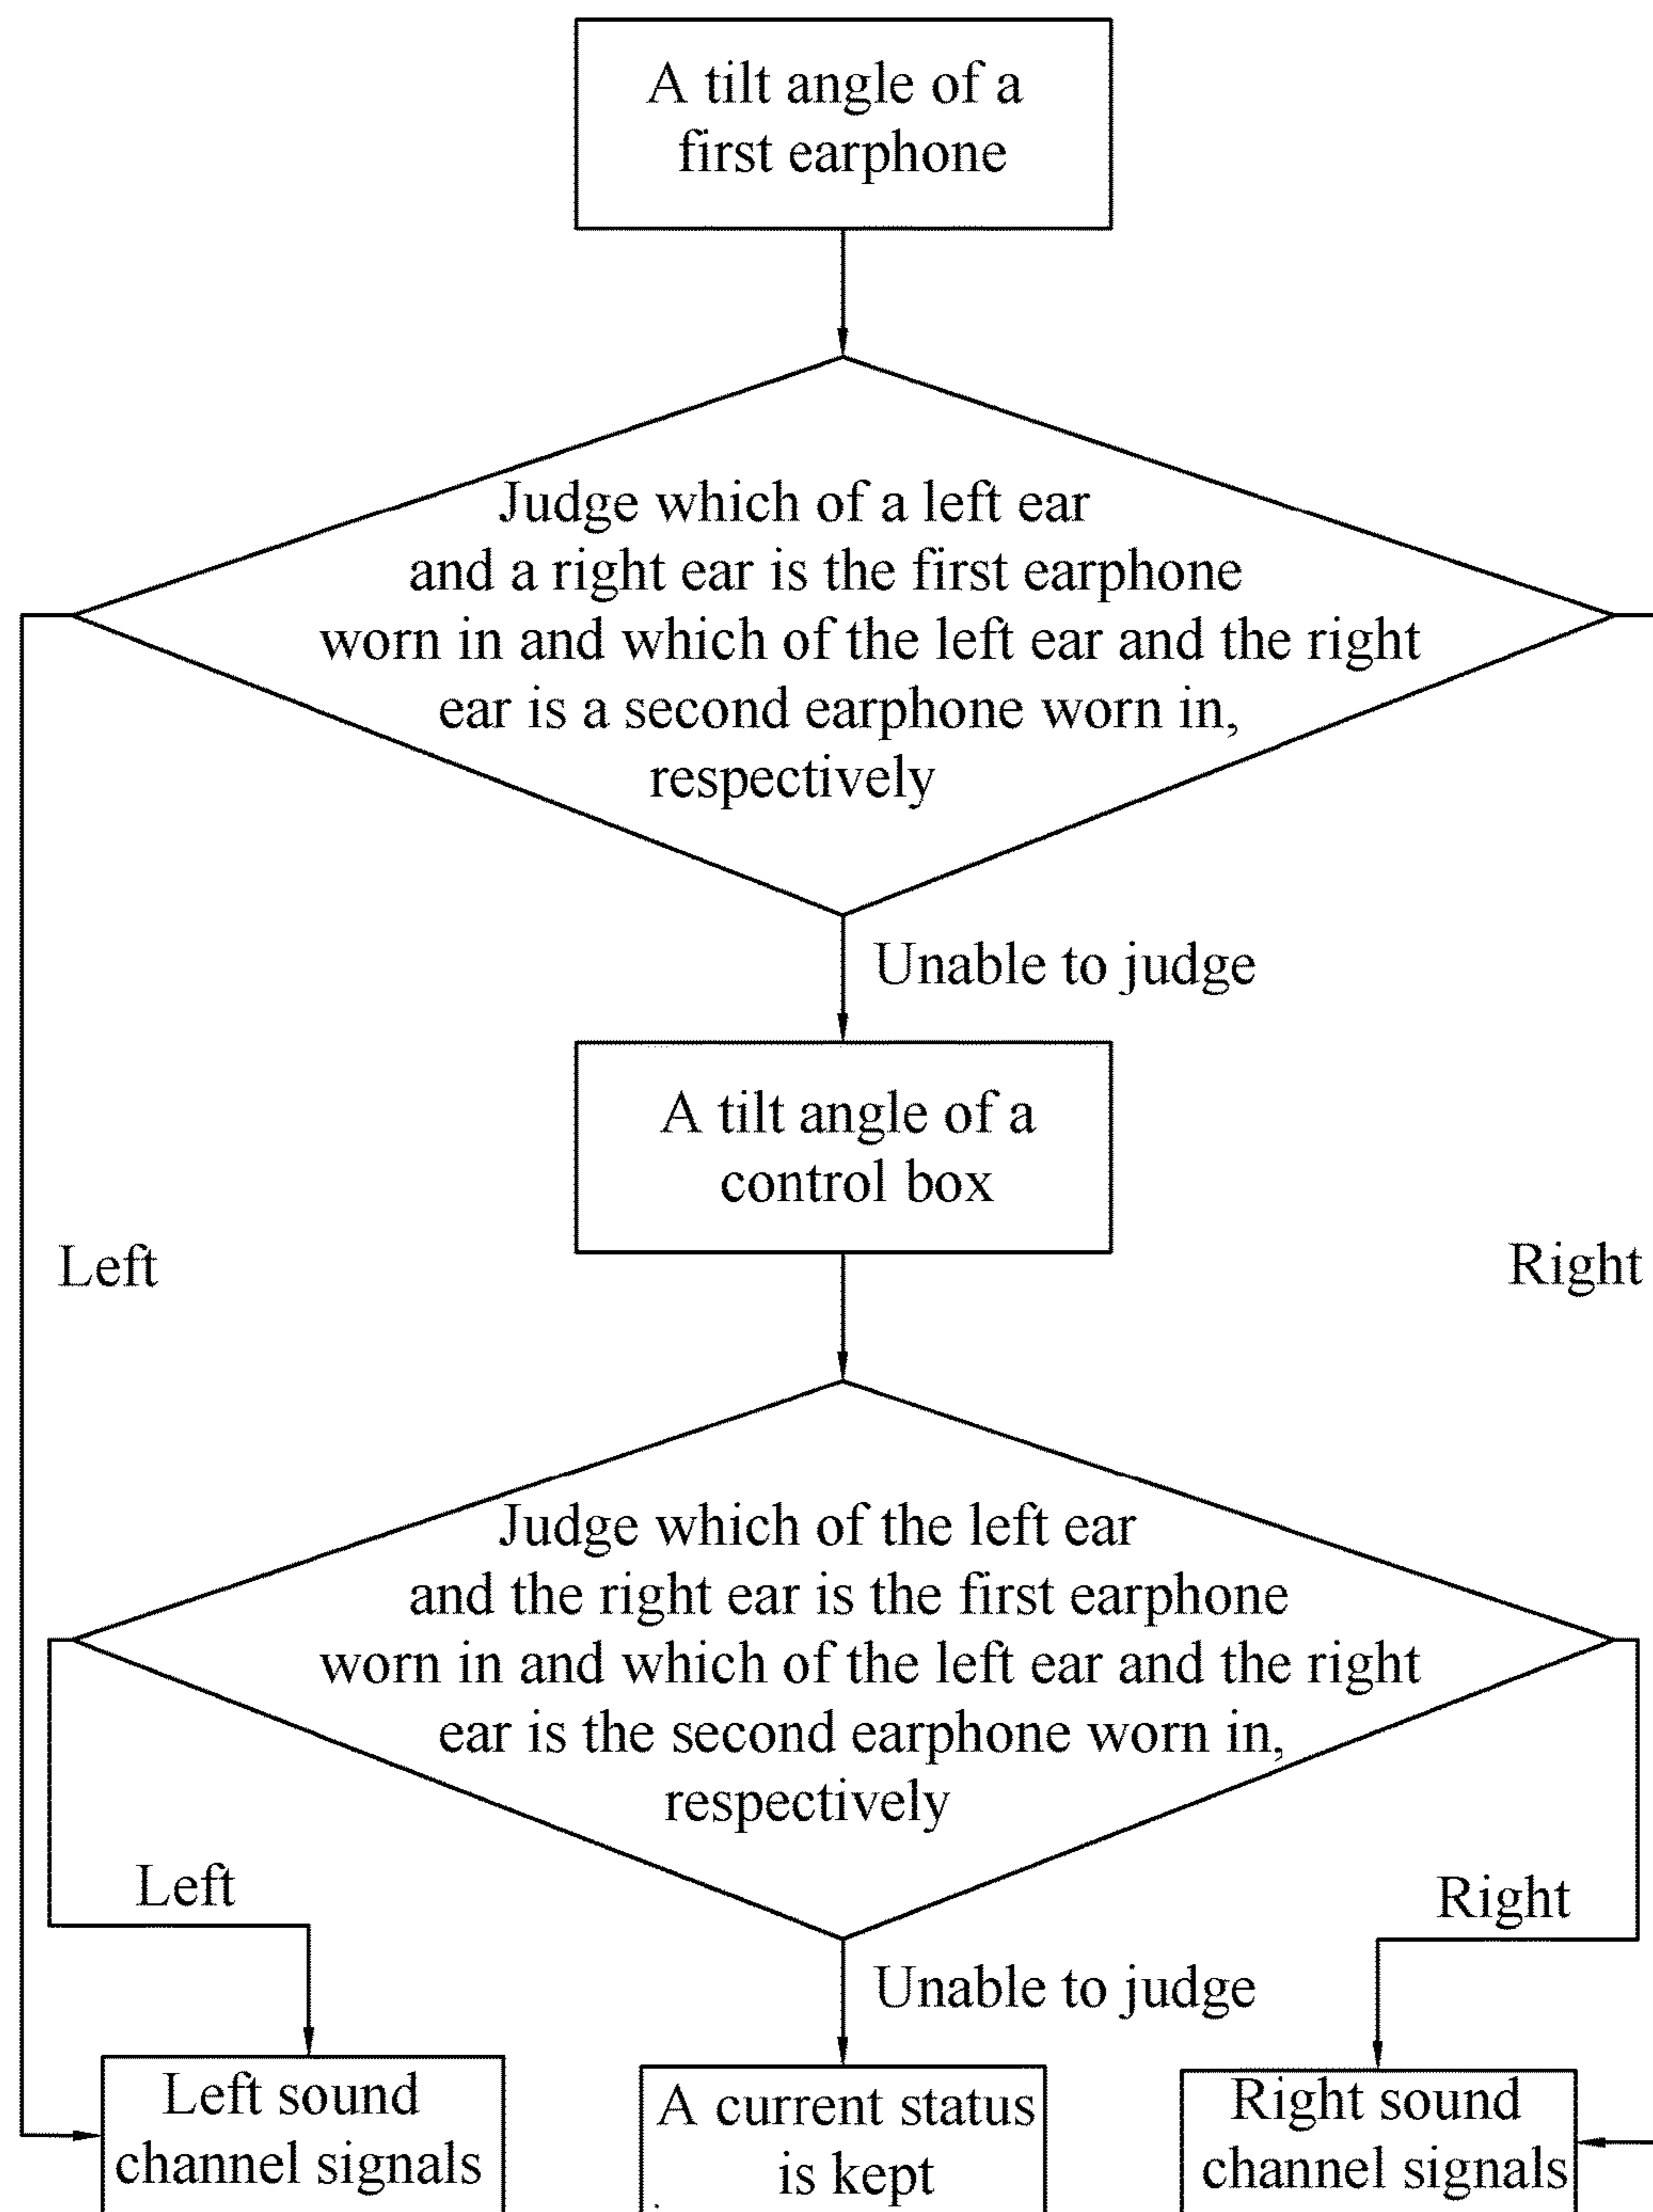 A tilt angle of a
first earphone
Judge which of a left ear
and a right ear is the first earphone
worn in and which of the left ear and the right
ear is a second earphone worn in,
respectively
Unable to judge
A tilt angle of a
control box
Left
Right
Judge which of the left ear
and the right ear is the first earphone
worn in and which of the left ear and the right
ear is the second earphone worn in,
respectively
Left
Right
Unable to judge
Left sound
channel signals
A current status
is kept
Right sound
channel signals